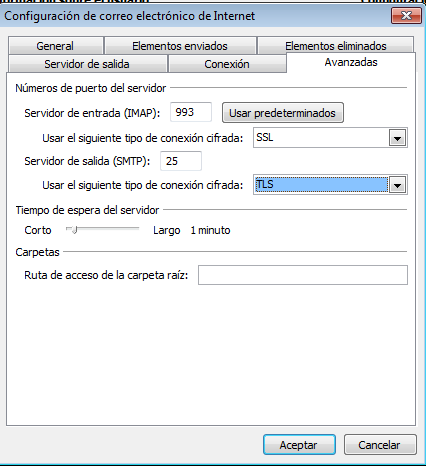 Configuración de correo electrónico de Internet
General Elementos enviados Elementos eliminados
Servidor de salida Conexión Avanzadas
Números de puerto del servidor
Servidor de entrada (IMAP): 993 Usar predeterminados
Usar el siguiente tipo de conexión cifrada: SSL
Servidor de salida (SMTP): 25
Usar el siguiente tipo de conexión cifrada: TLS
Tiempo de espera del servidor
Corto Largo 1 minuto
Carpetas
Ruta de acceso de la carpeta raíz:
Aceptar Cancelar